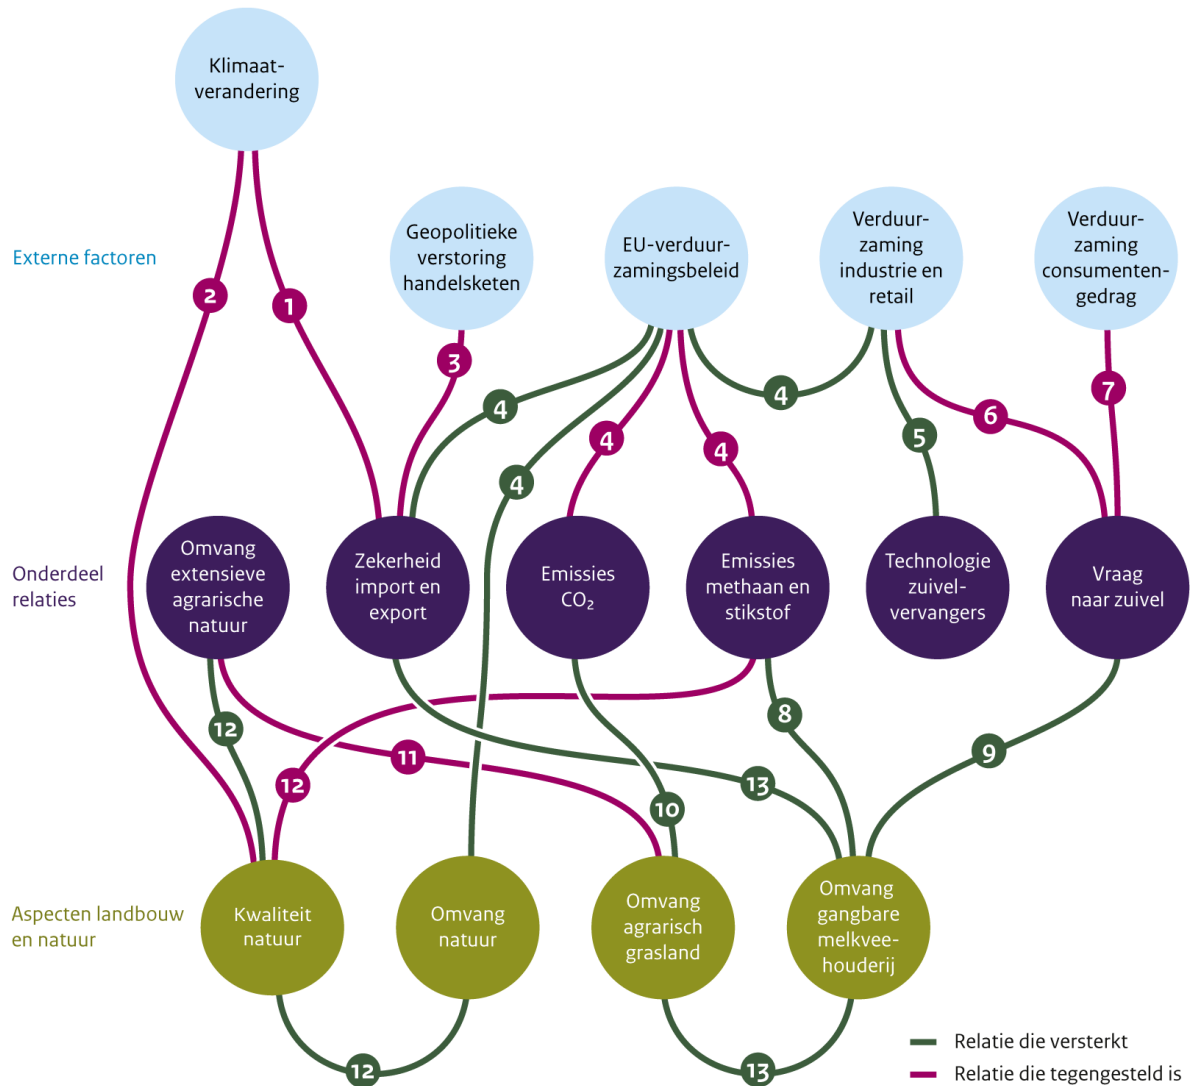 Klimaat-
verandering
Externe factoren
Geopolitieke
verstoring
handelsketen
EU-verduur-
zamingsbeleid
Verduur-
zaming
industrie en
retail
Verduur-
zaming
consumenten-
gedrag
2
1
3
4
4
4
4
4
5
6
7
Onderdeel
relaties
Omvang
extensieve
agrarische
natuur
Zekerheid
import en
export
Emissies
CO₂
Emissies
methaan en
stikstof
Technologie
zuivel-
vervangers
Vraag
naar zuivel
12
12
11
8
13
10
9
Aspecten landbouw
en natuur
Kwaliteit
natuur
Omvang
natuur
Omvang
agrarisch
grasland
Omvang
gangbare
melkvee-
houderij
12
13
Relatie die versterkt
Relatie die tegengesteld is